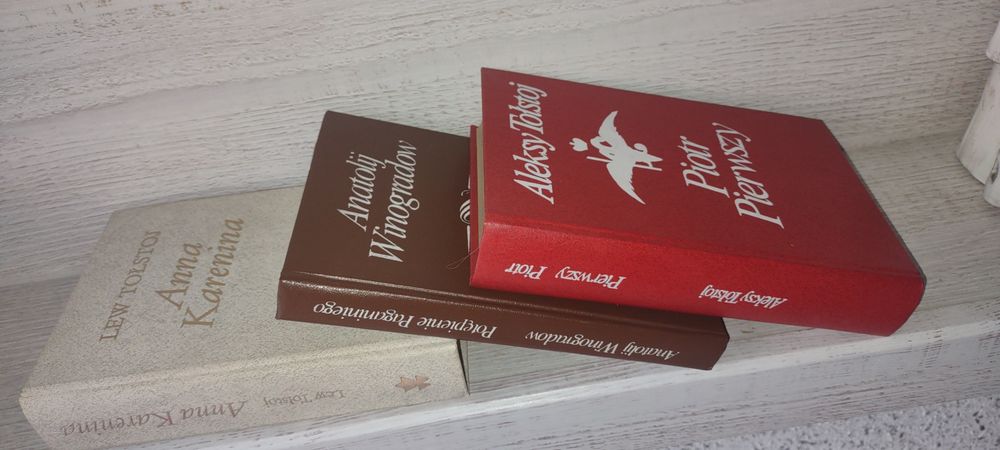 LEW TOŁSTOJ
Anna
Karenina
Lew Tołstoj Anna Karenina
Anatolij
Winogradow
Anatolij Winogradow Potępienie Paganiniego
Aleksy Tołstoj
Piotr
Pierwszy
Aleksy Tołstoj Piotr Pierwszy